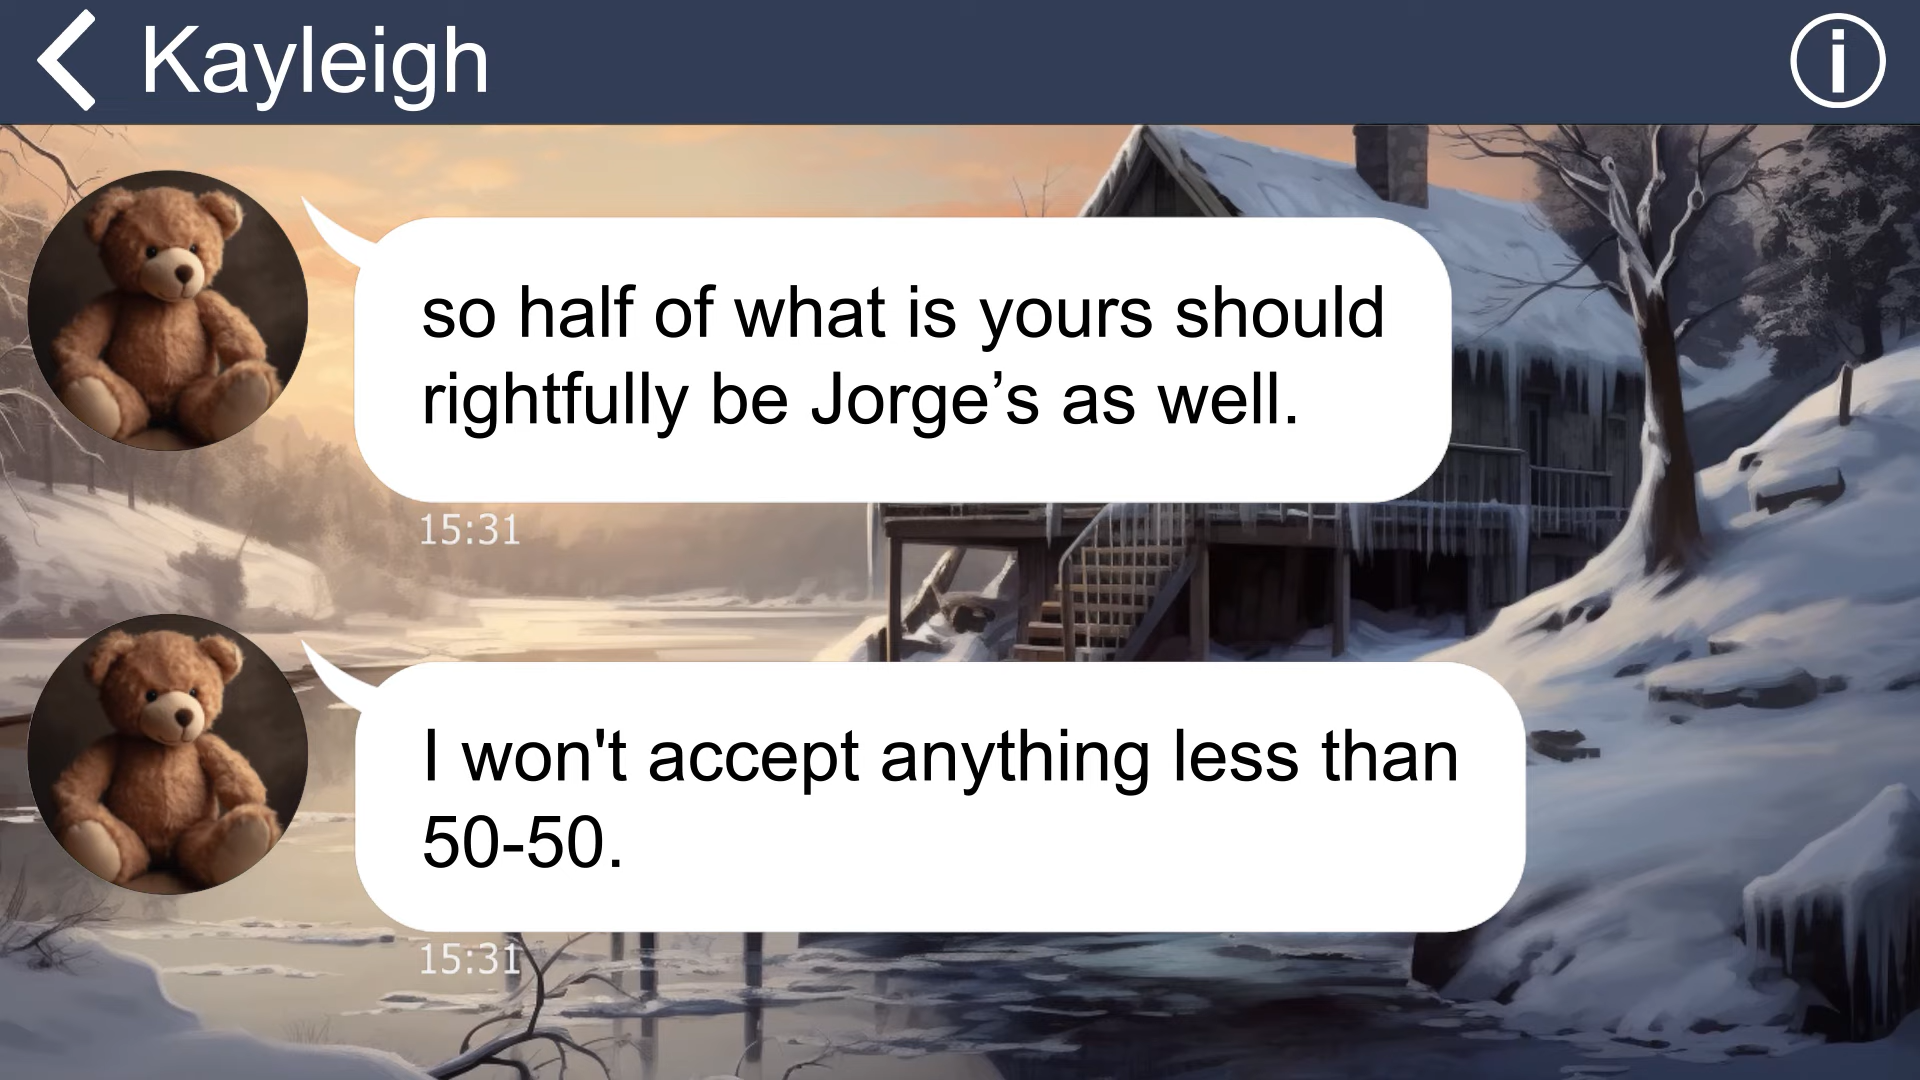 Kayleigh
so half of what is yours should
rightfully be Jorge’s as well.
15:31
I won't accept anything less than
50-50.
15:31